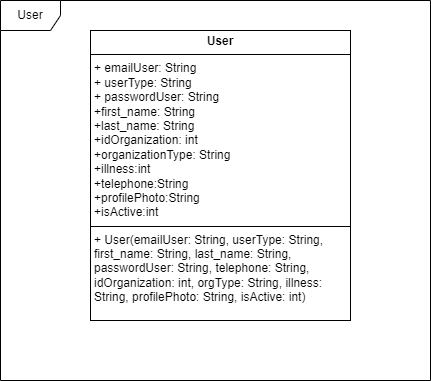 User
User
+ emailUser: String
+ userType: String
+ passwordUser: String
+first_name: String
+last_name: String
+idOrganization: int
+organizationType: String
+illness:int
+telephone:String
+profilePhoto:String
+isActive:int
+ User(emailUser: String, userType: String,
first_name: String, last_name: String,
passwordUser: String, telephone: String,
idOrganization: int, orgType: String, illness:
String, profilePhoto: String, isActive: int)